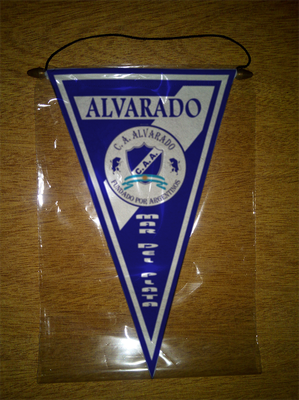 ALVARADO
C. A. ALVARADO
C.A.A.
FUNDADO POR ARGENTINOS
MAR DEL PLATA